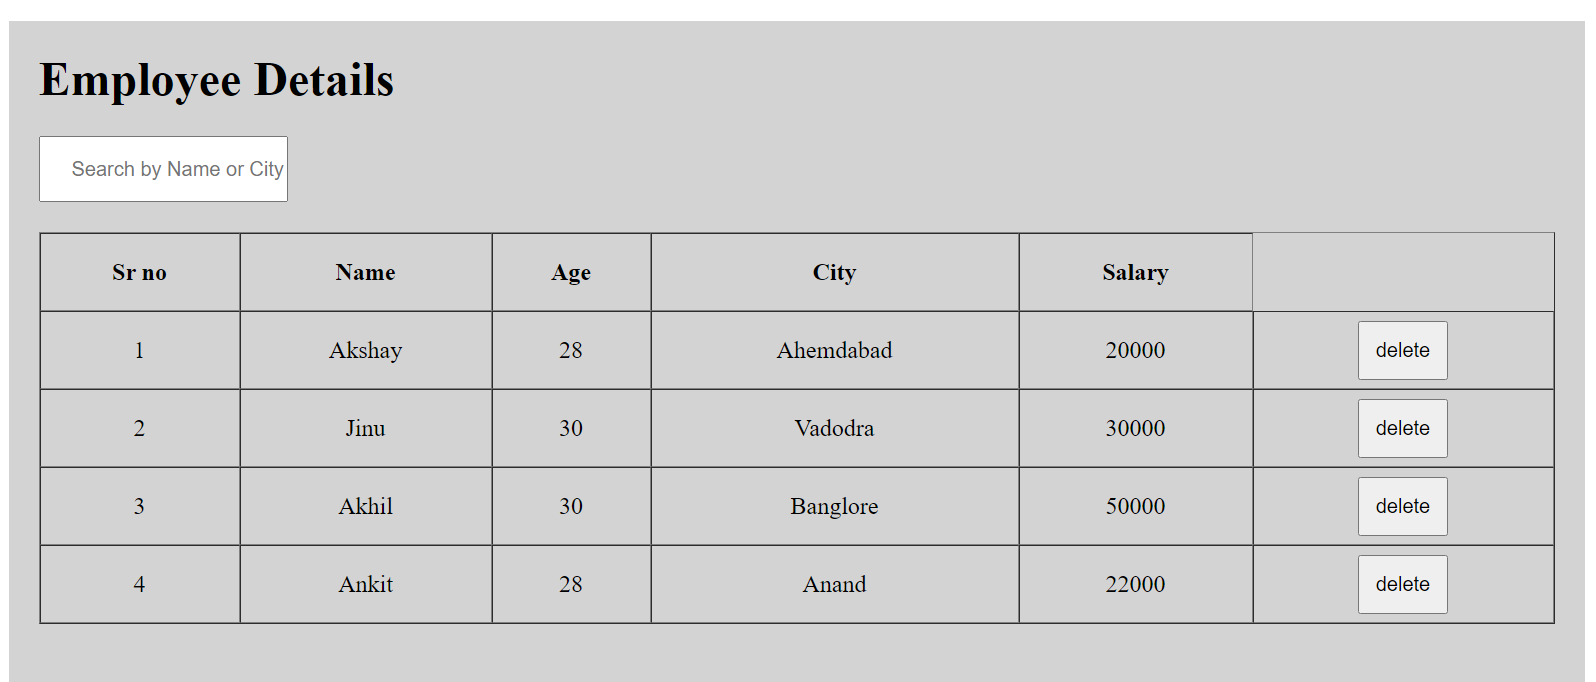 Employee Details
Search by Name or City
Sr no Name Age City Salary
1 Akshay 28 Ahemdabad 20000 delete
2 Jinu 30 Vadodra 30000 delete
3 Akhil 30 Banglore 50000 delete
4 Ankit 28 Anand 22000 delete